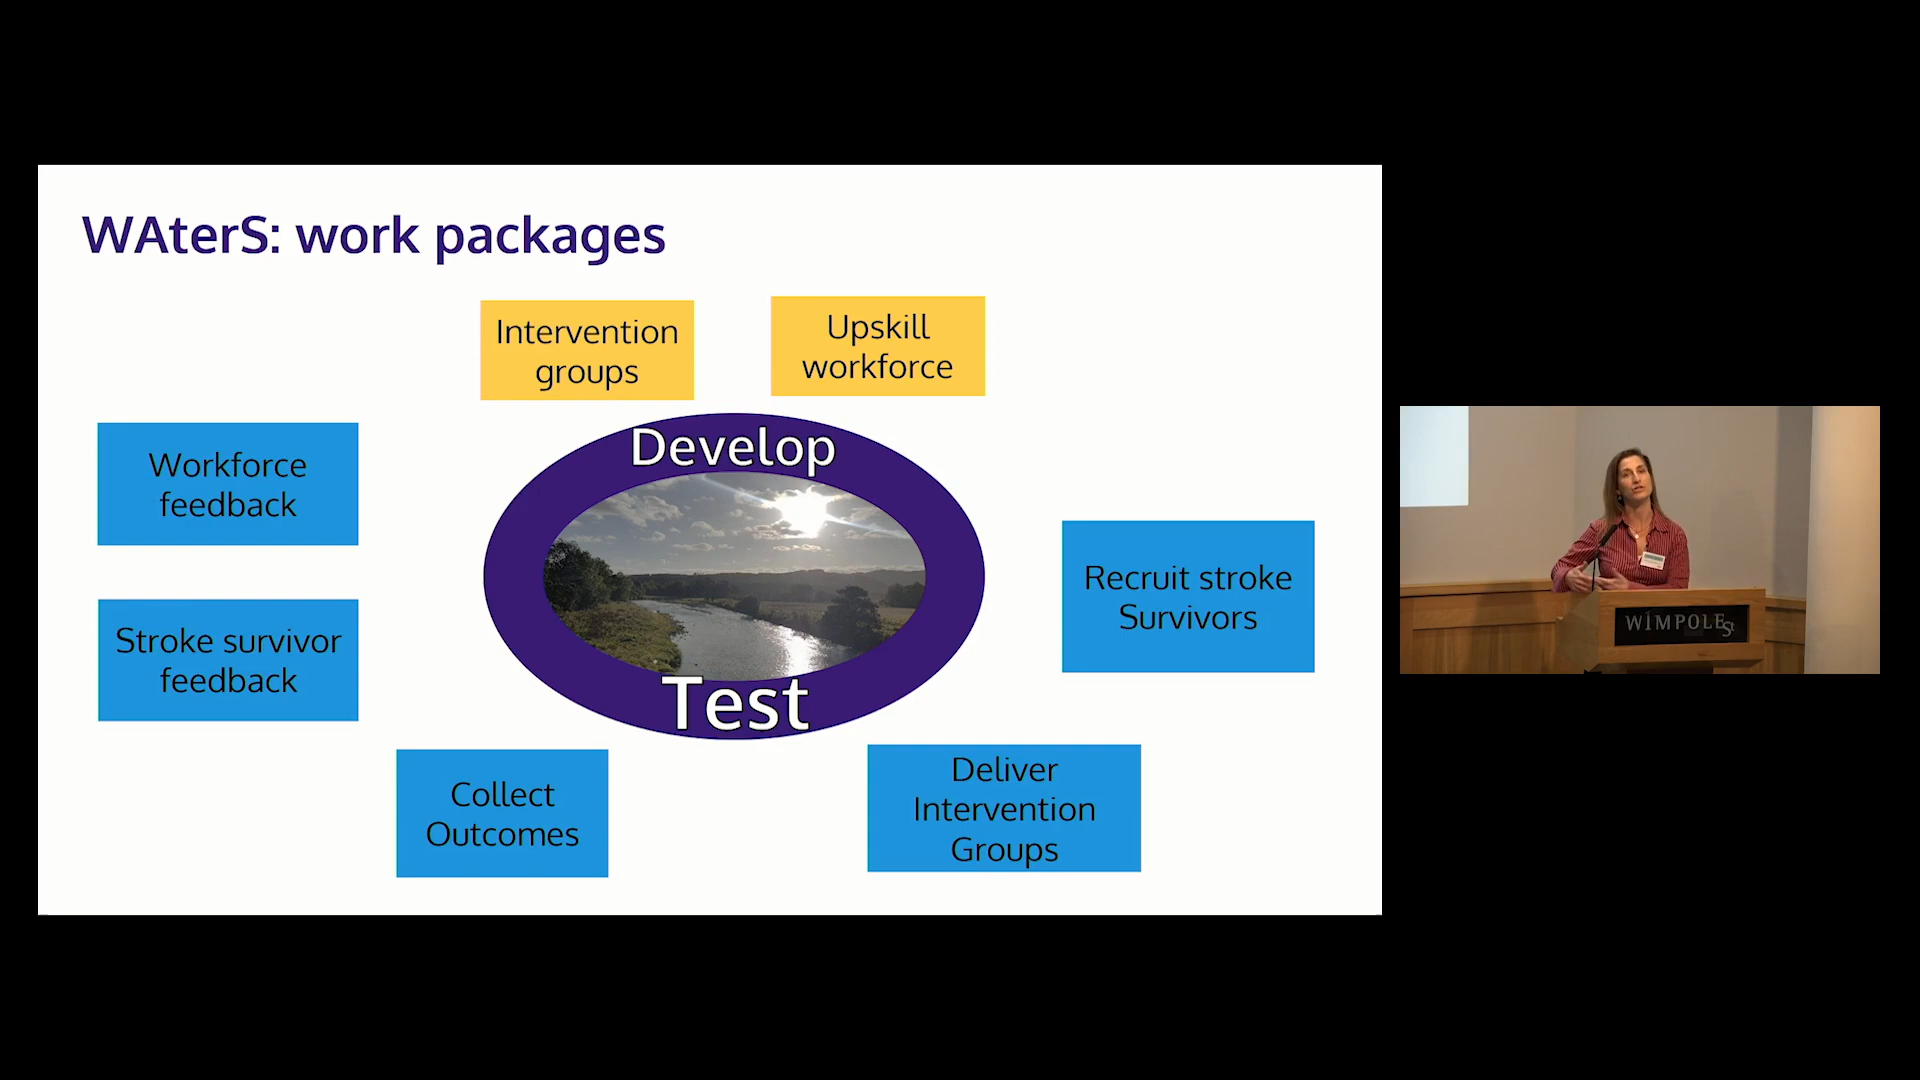 WAterS: work packages
Intervention
groups
Upskill
workforce
Develop
Workforce
feedback
Recruit stroke
Survivors
Stroke survivor
feedback
Test
Collect
Outcomes
Deliver
Intervention
Groups
WIMPOLE St